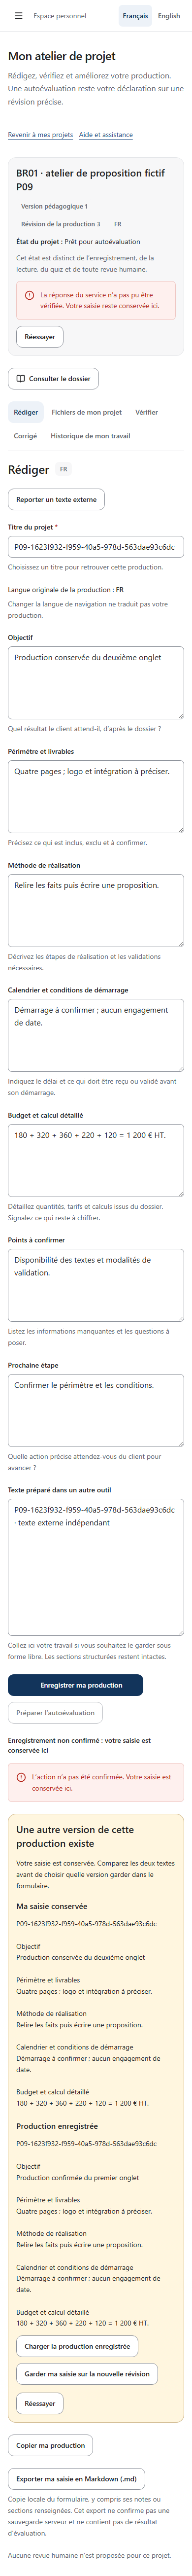 Espace personnel
Français
English
Mon atelier de projet
Rédigez, vérifiez et améliorez votre production.
Une autoévaluation reste votre déclaration sur une
révision précise.
Revenir à mes projets
Aide et assistance
BR01 · atelier de proposition fictif
P09
Version pédagogique 1
Révision de la production 3
FR
État du projet : Prêt pour autoévaluation
Cet état est distinct de l'enregistrement, de la
lecture, du quiz et de toute revue humaine.
La réponse du service n'a pas pu être
vérifiée. Votre saisie reste conservée ici.
Réessayer
Consulter le dossier
Rédiger
Fichiers de mon projet
Vérifier
Corrigé
Historique de mon travail
Rédiger
FR
Reporter un texte externe
Titre du projet *
P09-1623f932-f959-40a5-978d-563dae93c6dc
Choisissez un titre pour retrouver cette production.
Langue originale de la production : FR
Changer la langue de navigation ne traduit pas votre
production.
Objectif
Production conservée du deuxième onglet
Quel résultat le client attend-il, d'après le dossier ?
Périmètre et livrables
Quatre pages ; logo et intégration à préciser.
Précisez ce qui est inclus, exclu et à confirmer.
Méthode de réalisation
Relire les faits puis écrire une proposition.
Décrivez les étapes de réalisation et les validations
nécessaires.
Calendrier et conditions de démarrage
Démarrage à confirmer ; aucun engagement
de date.
Indiquez le délai et ce qui doit être reçu ou validé avant
son démarrage.
Budget et calcul détaillé
180 + 320 + 360 + 220 + 120 = 1 200 € HT.
Détaillez quantités, tarifs et calculs issus du dossier.
Signalez ce qui reste à chiffrer.
Points à confirmer
Disponibilité des textes et modalités de
validation.
Listez les informations manquantes et les questions à
poser.
Prochaine étape
Confirmer le périmètre et les conditions.
Quelle action précise attendez-vous du client pour
avancer ?
Texte préparé dans un autre outil
P09-1623f932-f959-40a5-978d-563dae93c6dc
· texte externe indépendant
Collez ici votre travail si vous souhaitez le garder sous
forme libre. Les sections structurées restent intactes.
Enregistrer ma production
Préparer l'autoévaluation
Enregistrement non confirmé : votre saisie est
conservée ici
L'action n'a pas été confirmée. Votre saisie est
conservée ici.
Une autre version de cette
production existe
Votre saisie est conservée. Comparez les deux textes
avant de choisir quelle version garder dans le
formulaire.
Ma saisie conservée
P09-1623f932-f959-40a5-978d-563dae93c6dc
Objectif
Production conservée du deuxième onglet
Périmètre et livrables
Quatre pages ; logo et intégration à préciser.
Méthode de réalisation
Relire les faits puis écrire une proposition.
Calendrier et conditions de démarrage
Démarrage à confirmer ; aucun engagement de
date.
Budget et calcul détaillé
180 + 320 + 360 + 220 + 120 = 1 200 € HT.
Production enregistrée
P09-1623f932-f959-40a5-978d-563dae93c6dc
Objectif
Production confirmée du premier onglet
Périmètre et livrables
Quatre pages ; logo et intégration à préciser.
Méthode de réalisation
Relire les faits puis écrire une proposition.
Calendrier et conditions de démarrage
Démarrage à confirmer ; aucun engagement de
date.
Budget et calcul détaillé
180 + 320 + 360 + 220 + 120 = 1 200 € HT.
Charger la production enregistrée
Garder ma saisie sur la nouvelle révision
Réessayer
Copier ma production
Exporter ma saisie en Markdown (.md)
Copie locale du formulaire, y compris ses notes ou
sections renseignées. Cet export ne confirme pas une
sauvegarde serveur et ne contient pas de résultat
d'évaluation.
Aucune revue humaine n'est proposée pour ce projet.